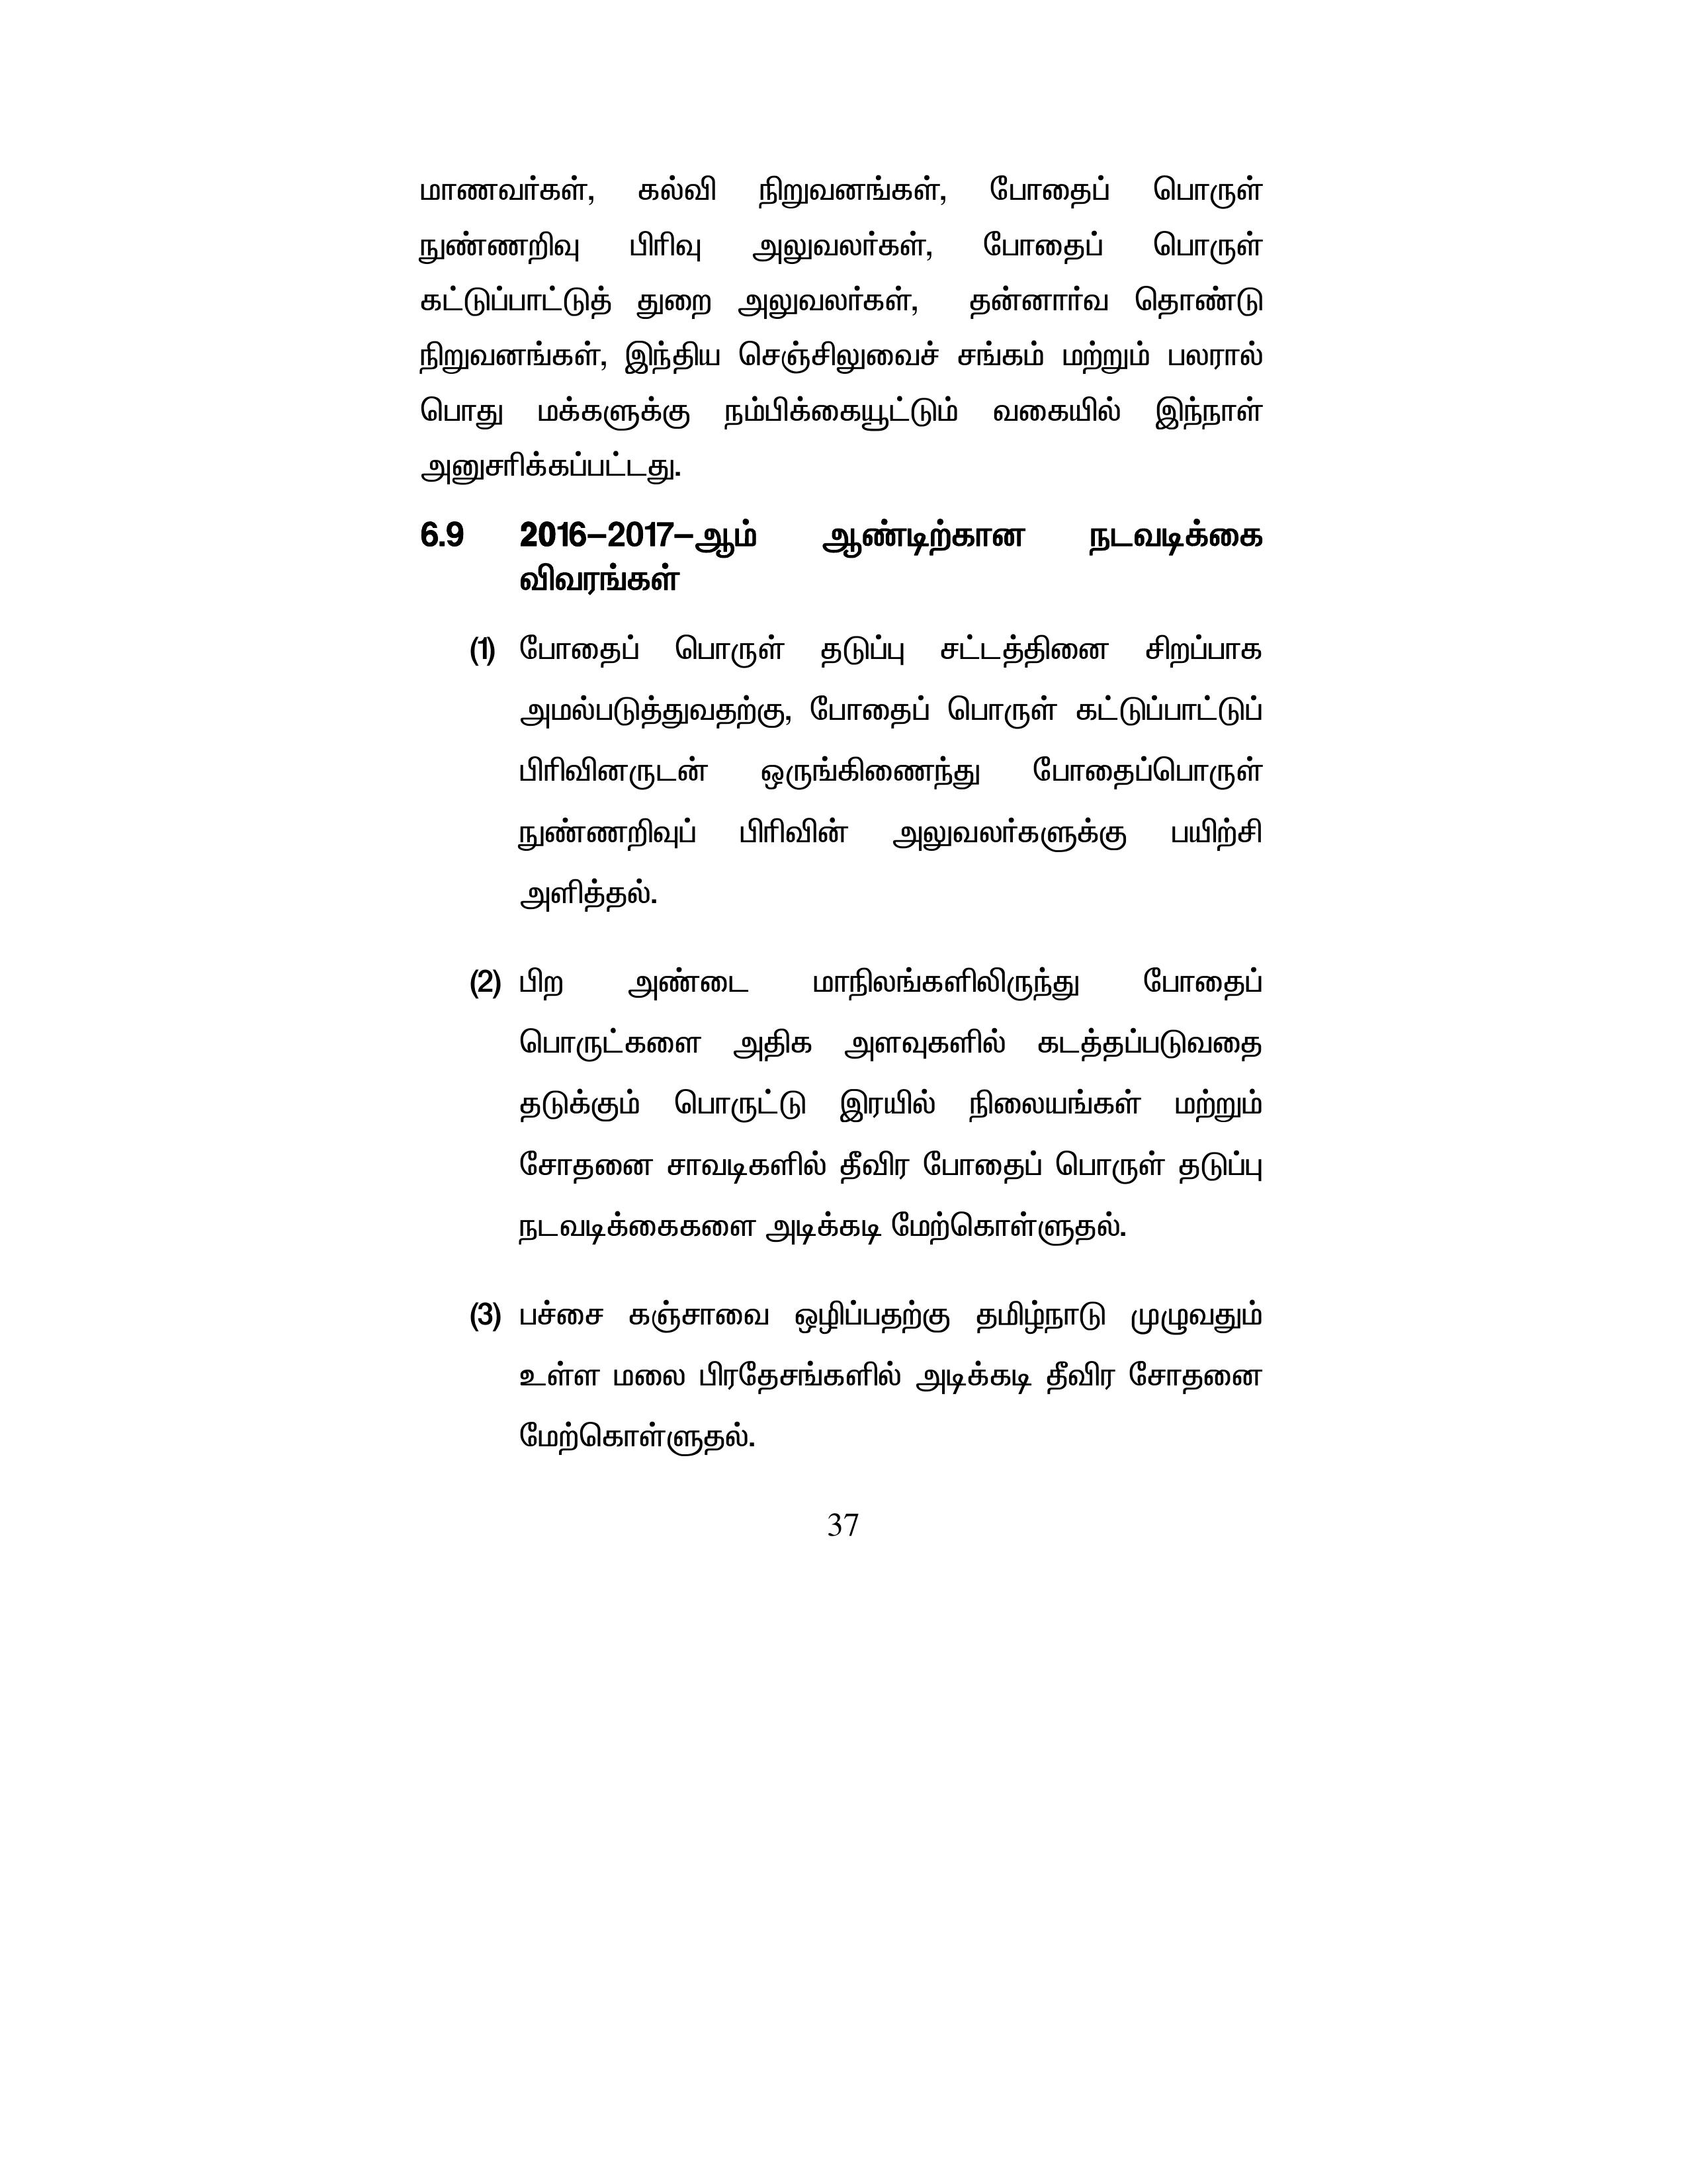 மாணவர்கள், கல்வி நிறுவனங்கள், போதைப் பொருள்
நுண்ணறிவு பிரிவு அலுவலர்கள், போதைப் பொருள்
கட்டுப்பாட்டுத் துறை அலுவலர்கள், தன்னார்வ தொண்டு
நிறுவனங்கள், இந்திய செஞ்சிலுவைச் சங்கம் மற்றும் பலரால்
பொது மக்களுக்கு நம்பிக்கையூட்டும் வகையில் இந்நாள்
அனுசரிக்கப்பட்டது.
6.9 2016–2017–ஆம் ஆண்டிற்கான நடவடிக்கை
விவரங்கள்
(1) போதைப் பொருள் தடுப்பு சட்டத்தினை சிறப்பாக
அமல்படுத்துவதற்கு, போதைப் பொருள் கட்டுப்பாட்டுப்
பிரிவினருடன் ஒருங்கிணைந்து போதைப்பொருள்
நுண்ணறிவுப் பிரிவின் அலுவலர்களுக்கு பயிற்சி
அளித்தல்.
(2) பிற அண்டை மாநிலங்களிலிருந்து போதைப்
பொருட்களை அதிக அளவுகளில் கடத்தப்படுவதை
தடுக்கும் பொருட்டு இரயில் நிலையங்கள் மற்றும்
சோதனை சாவடிகளில் தீவிர போதைப் பொருள் தடுப்பு
நடவடிக்கைகளை அடிக்கடி மேற்கொள்ளுதல்.
(3) பச்சை கஞ்சாவை ஒழிப்பதற்கு தமிழ்நாடு முழுவதும்
உள்ள மலை பிரதேசங்களில் அடிக்கடி தீவிர சோதனை
மேற்கொள்ளுதல்.
37